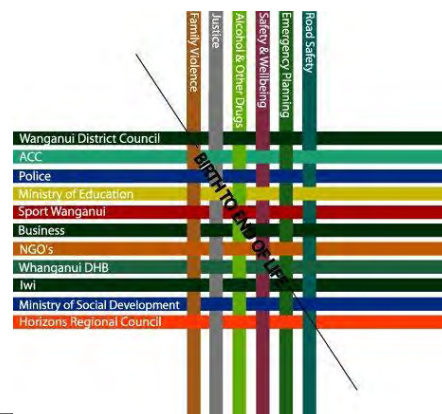 Family Violence
Justice
Alcohol & Other Drugs
Safety & Wellbeing
Emergency Planning
Road Safety
Wanganui District Council
ACC
Police
Ministry of Education
Sport Wanganui
Business
NGO's
Whanganui DHB
Iwi
Ministry of Social Development
Horizons Regional Council
BIRTH TO END OF LIFE